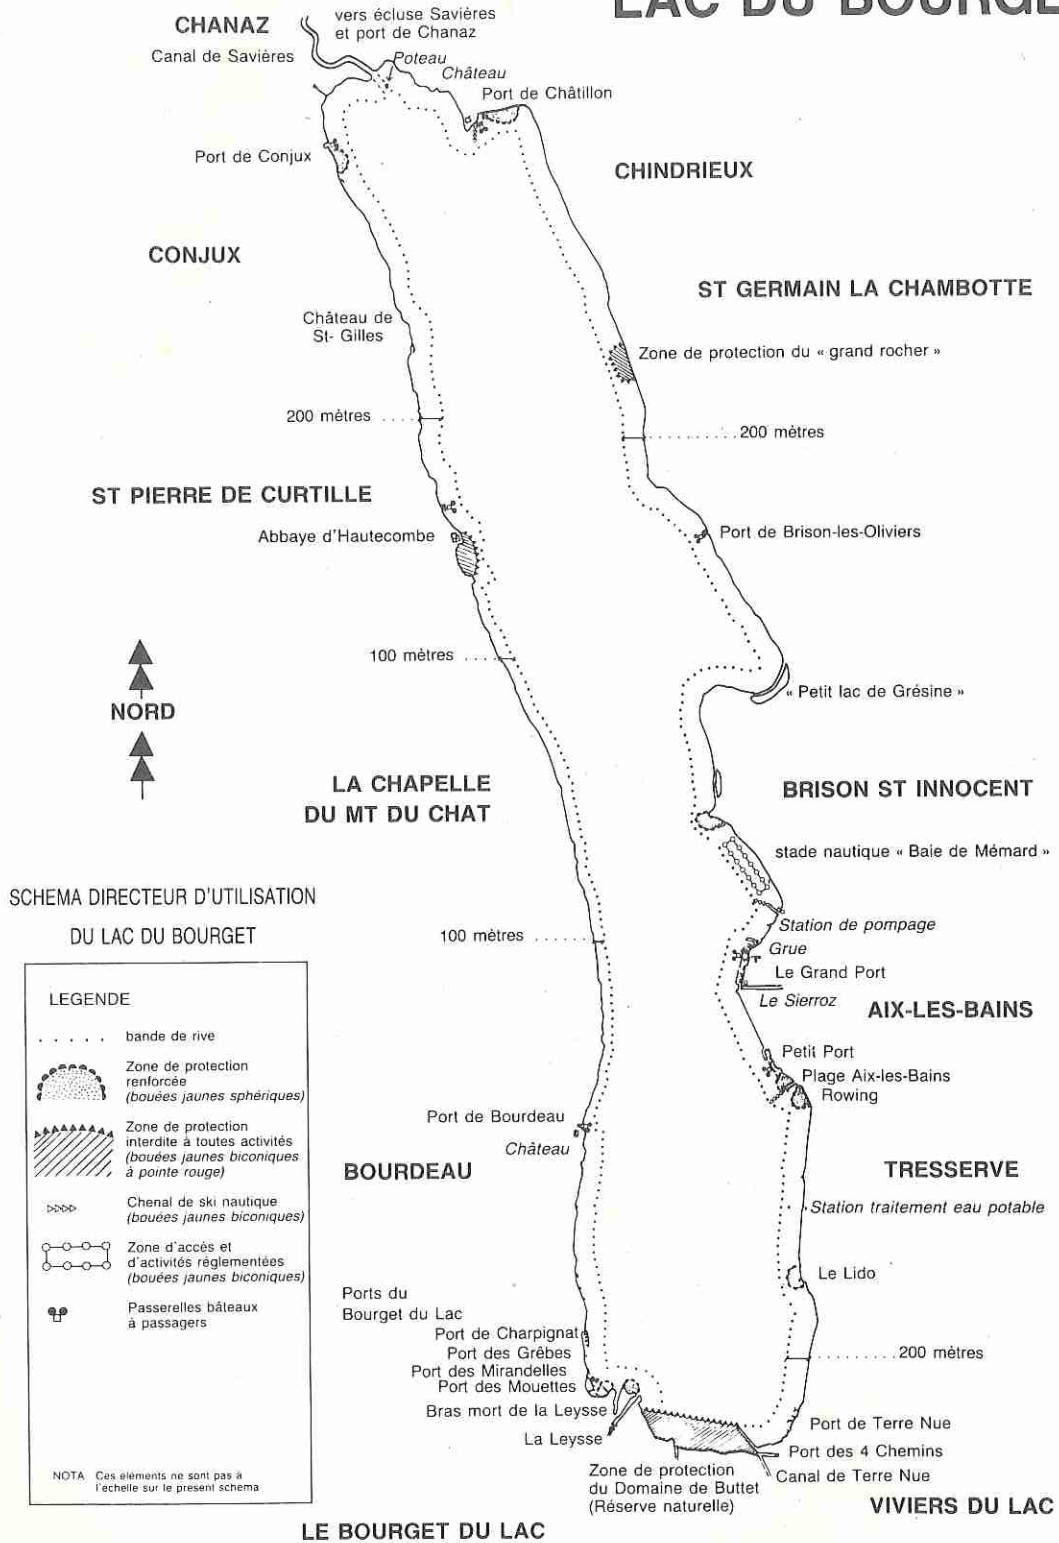 LAC DU BOURGE
CHANAZ
vers écluse Savières
et port de Chanaz
Canal de Savières
Poteau
Château
Port de Châtillon
Port de Conjux
CHINDRIEUX
CONJUX
ST GERMAIN LA CHAMBOTTE
Château de
St- Gilles
Zone de protection du « grand rocher »
200 mètres
200 mètres
ST PIERRE DE CURTILLE
Abbaye d'Hautecombe
Port de Brison-les-Oliviers
100 mètres
« Petit lac de Grésine »
NORD
LA CHAPELLE
DU MT DU CHAT
BRISON ST INNOCENT
stade nautique « Baie de Mémard »
SCHEMA DIRECTEUR D'UTILISATION
DU LAC DU BOURGET
100 mètres
Station de pompage
Grue
Le Grand Port
Le Sierroz
AIX-LES-BAINS
Petit Port
Plage Aix-les-Bains
Rowing
LEGENDE
bande de rive
Zone de protection
renforcée
(bouées jaunes sphériques)
Zone de protection
interdite à toutes activités
(bouées jaunes biconiques
à pointe rouge)
Chenal de ski nautique
(bouées jaunes biconiques)
Zone d'accés et
d'activités réglementées
(bouées jaunes biconiques)
Passerelles bâteaux
à passagers
NOTA Ces eléments ne sont pas à
l'échelle sur le present schema
Port de Bourdeau
Château
BOURDEAU
TRESSERVE
Station traitement eau potable
Le Lido
Ports du
Bourget du Lac
Port de Charpignat
Port des Grêbes
Port des Mirandelles
Port des Mouettes
Bras mort de la Leysse
La Leysse
200 mètres
Port de Terre Nue
Port des 4 Chemins
Canal de Terre Nue
Zone de protection
du Domaine de Buttet
(Réserve naturelle)
VIVIERS DU LAC
LE BOURGET DU LAC